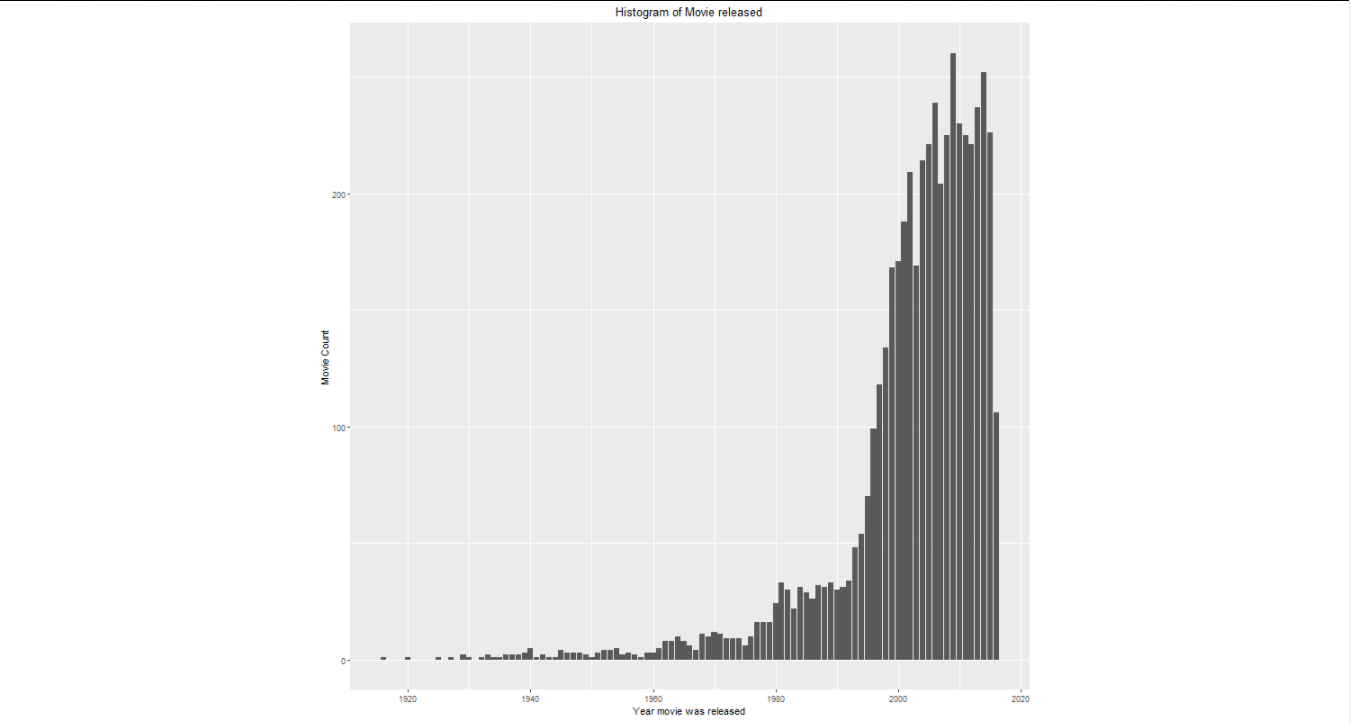 Histogram of Movie released
200
100
0
Movie Count
1920 1940 1960 1980 2000 2020
Year movie was released